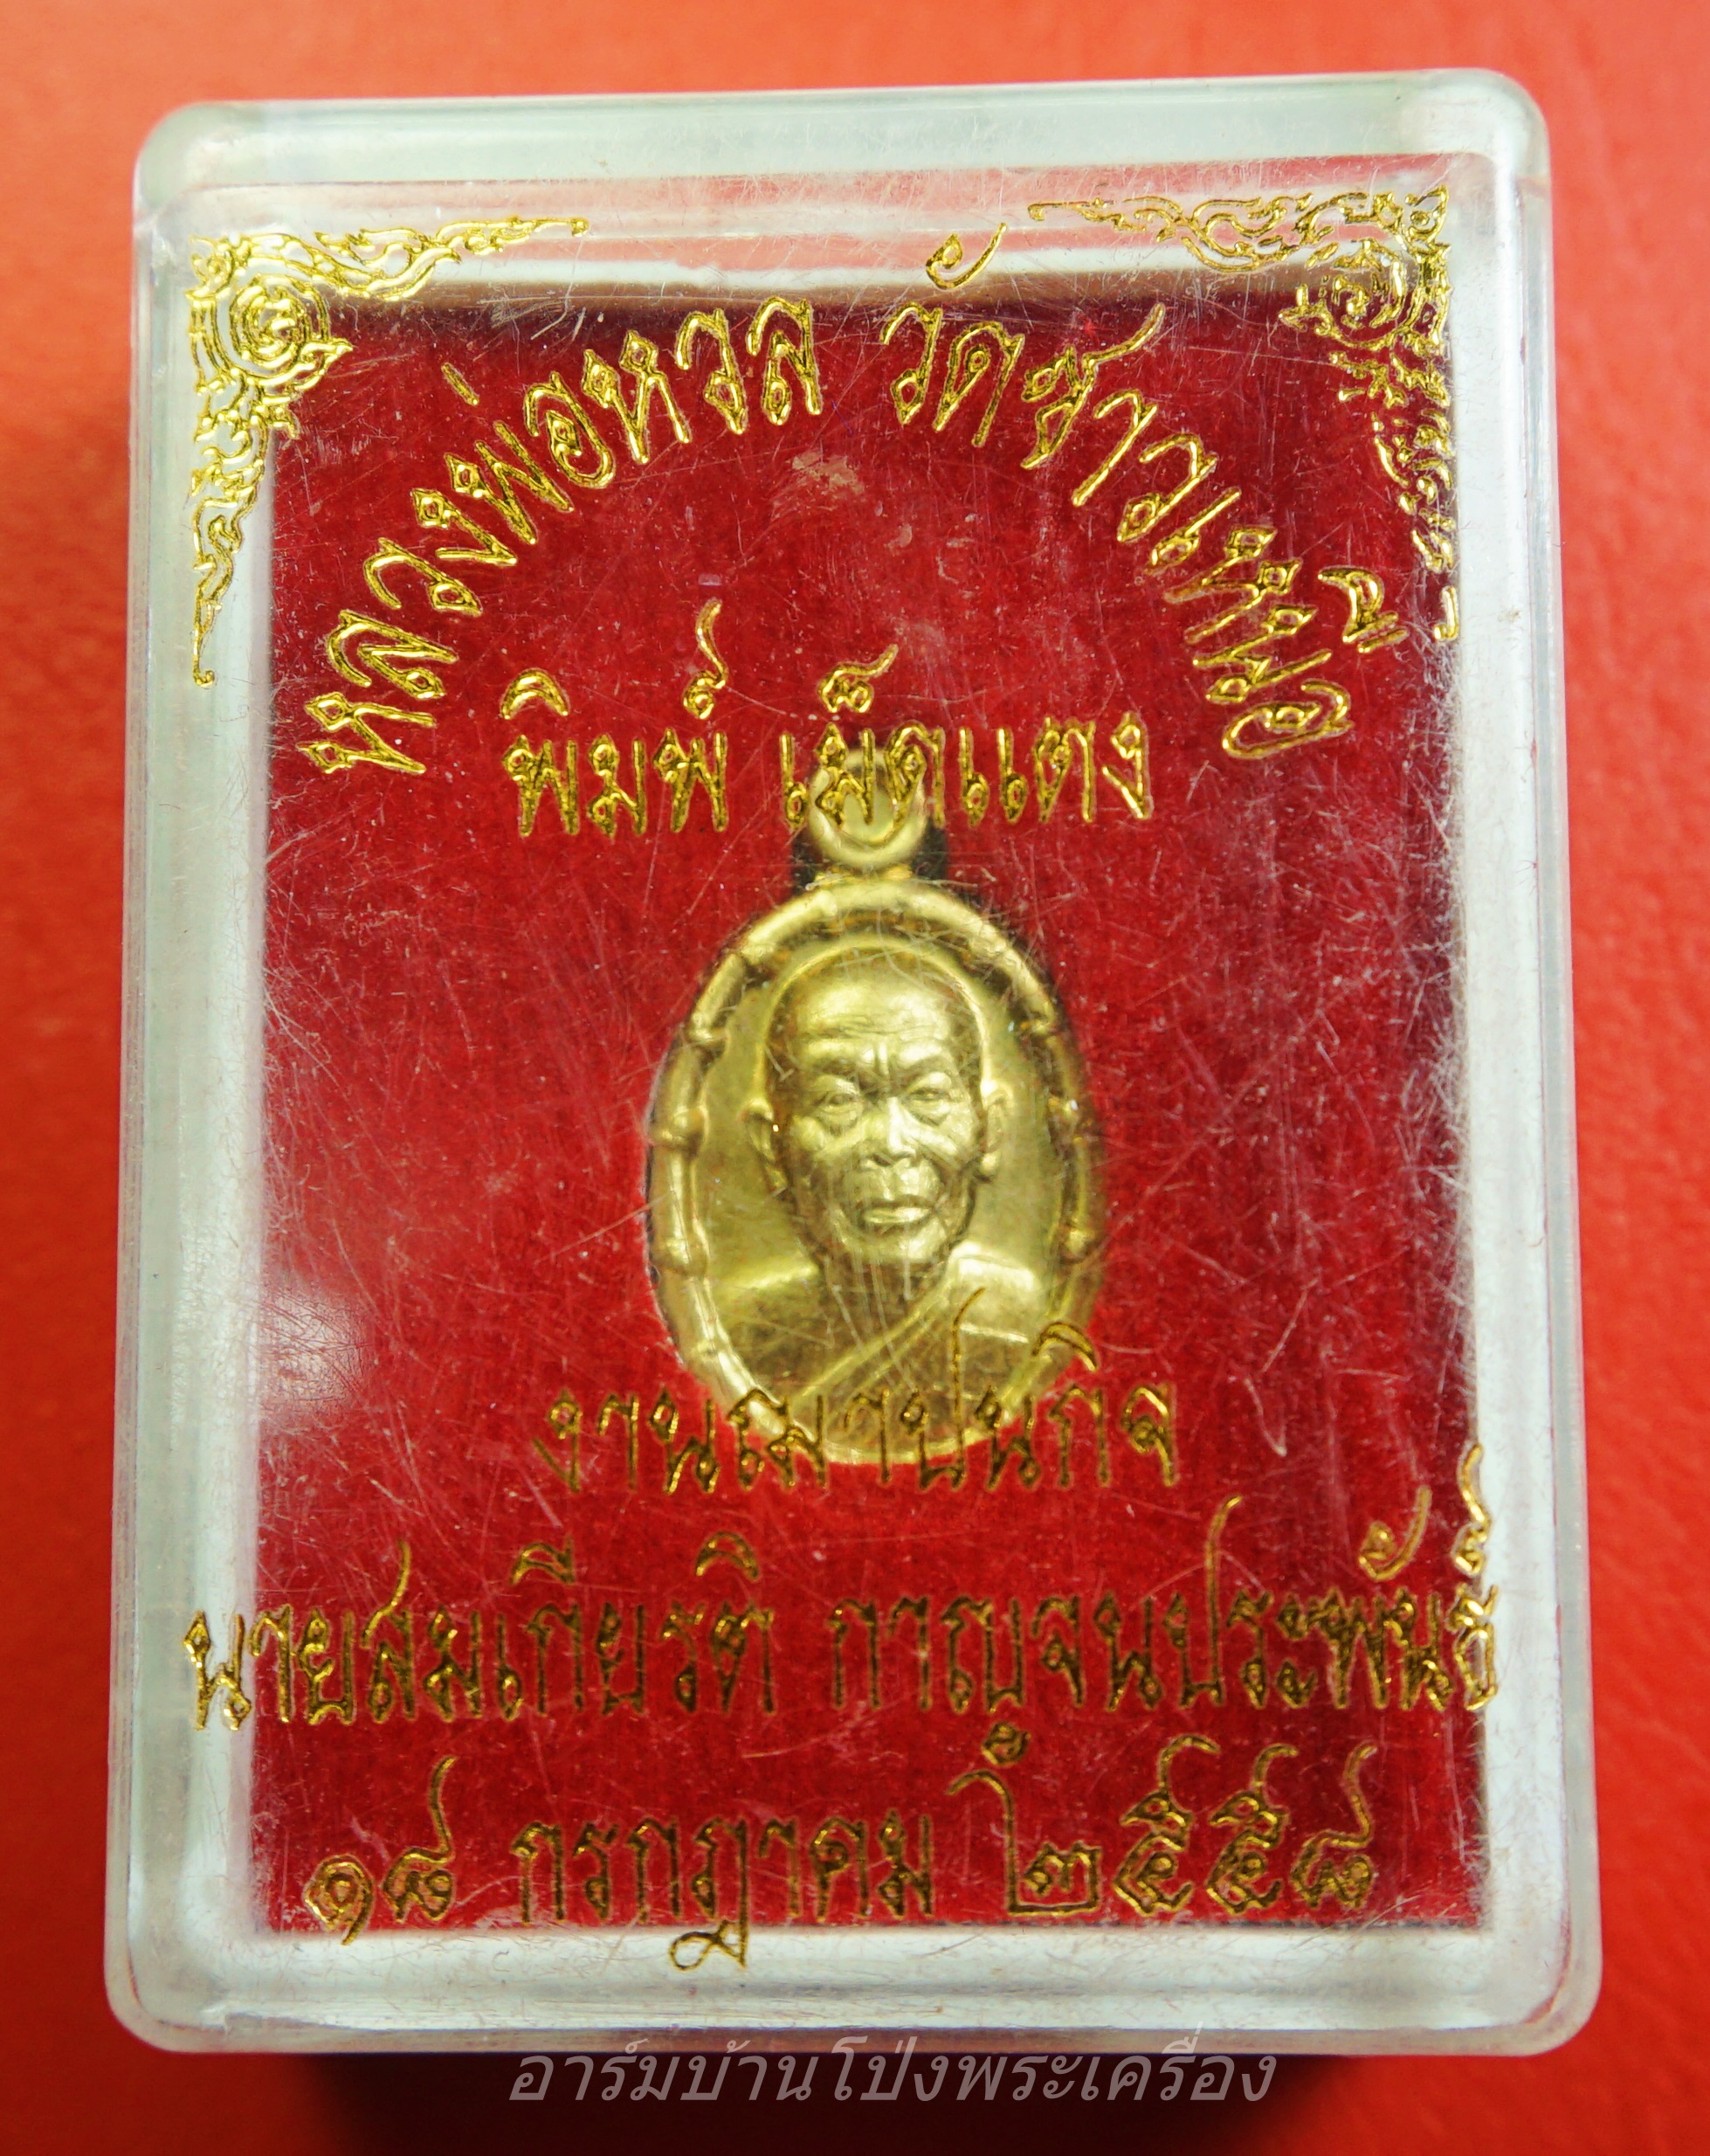 หลวงพ่อหวล วัดชาวเหนือ
พิมพ์ เม็ดแตง
งานฌาปนกิจ
นายสมเกียรติ กาญจนประพันธ์
๑๘ กรกฎาคม ๒๕๕๘
อาร์มบ้านโป่งพระเครื่อง